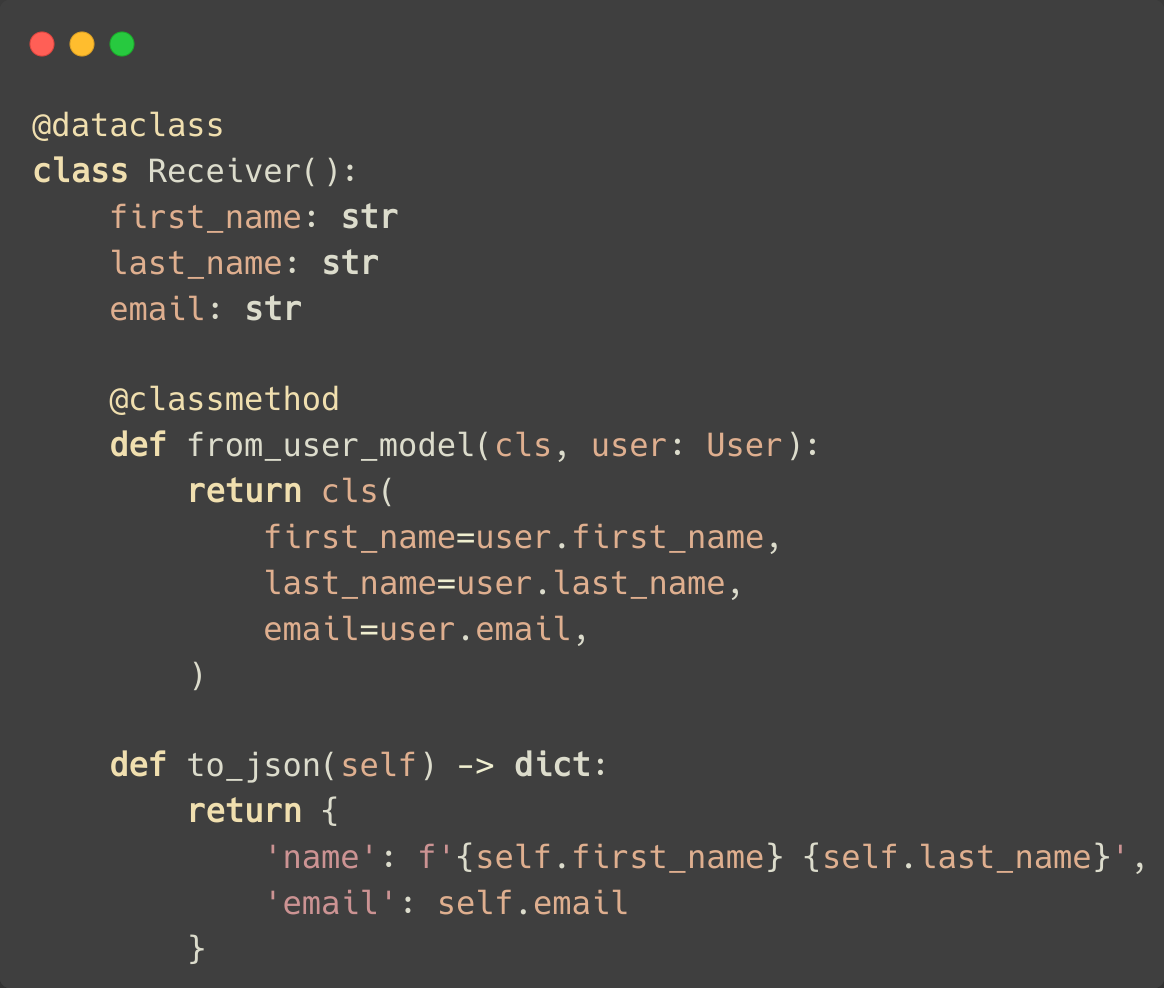 @dataclass
class Receiver():
    first_name: str
    last_name: str
    email: str

    @classmethod
    def from_user_model(cls, user: User):
        return cls(
            first_name=user.first_name,
            last_name=user.last_name,
            email=user.email,
        )

    def to_json(self) -> dict:
        return {
            'name': f'{self.first_name} {self.last_name}',
            'email': self.email
        }